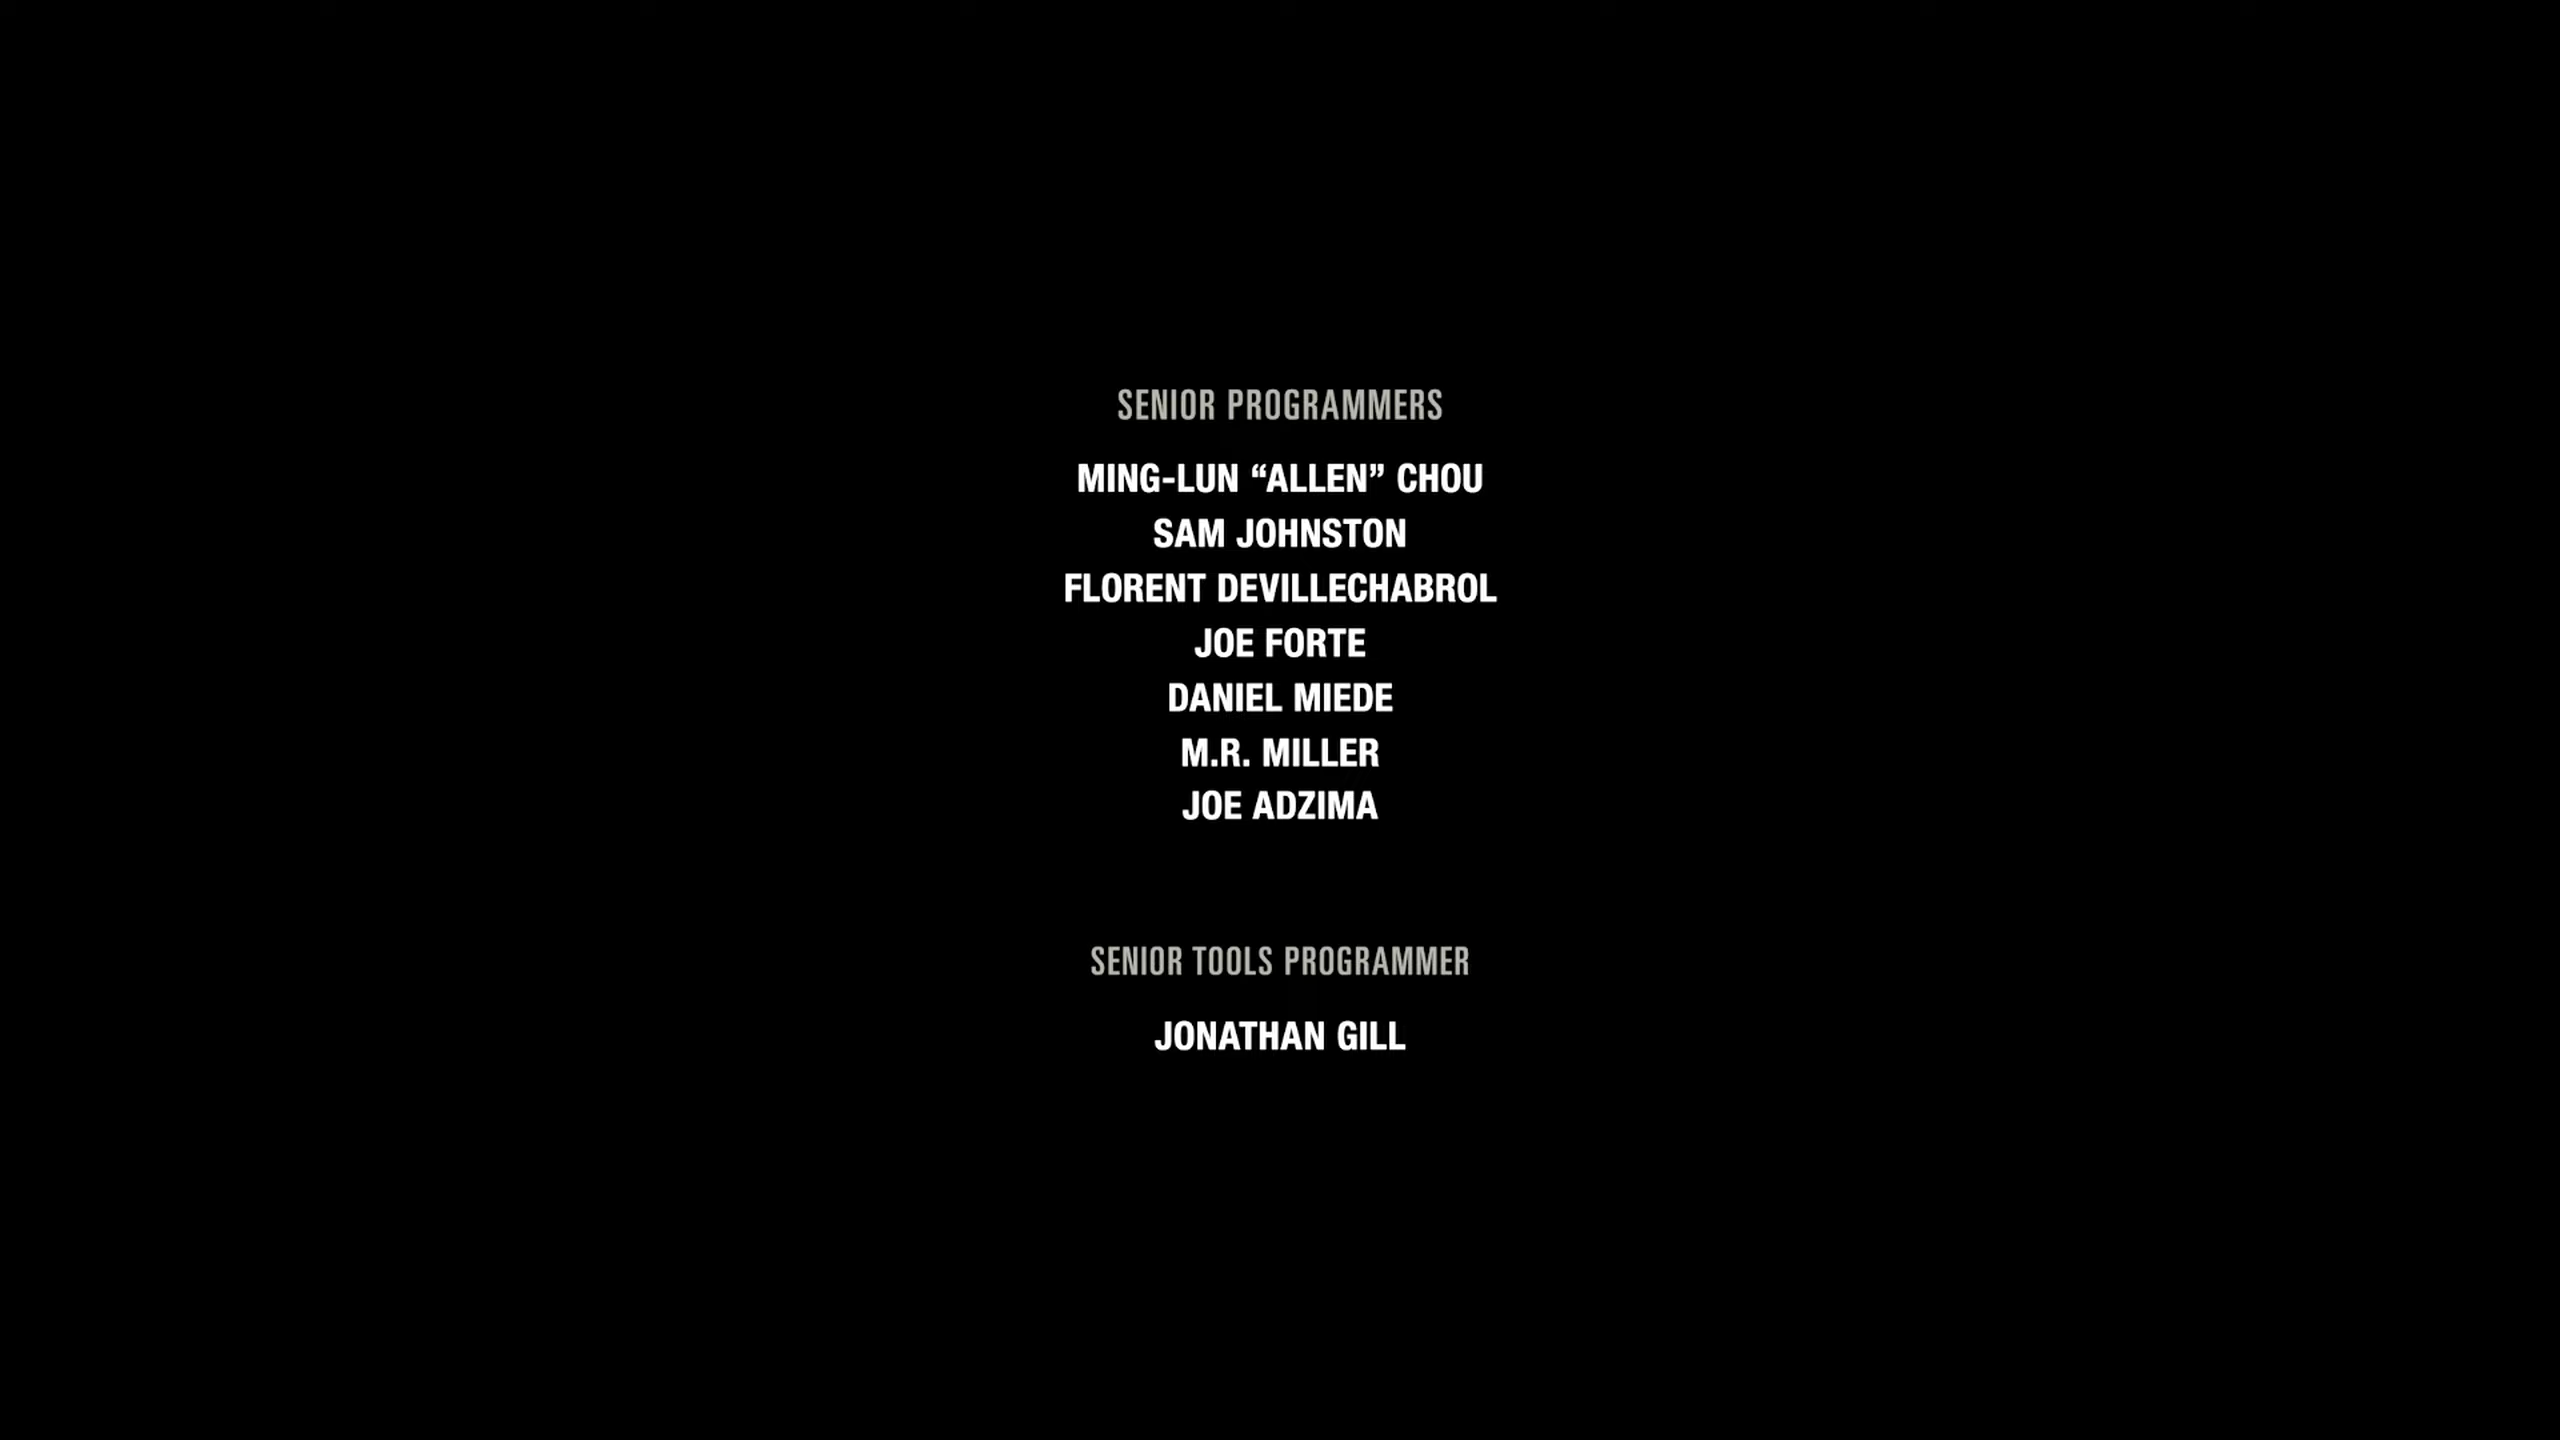 SENIOR PROGRAMMERS
MING-LUN “ALLEN” CHOU
SAM JOHNSTON
FLORENT DEVILLECHABROL
JOE FORTE
DANIEL MIEDE
M.R. MILLER
JOE ADZIMA
SENIOR TOOLS PROGRAMMER
JONATHAN GILL